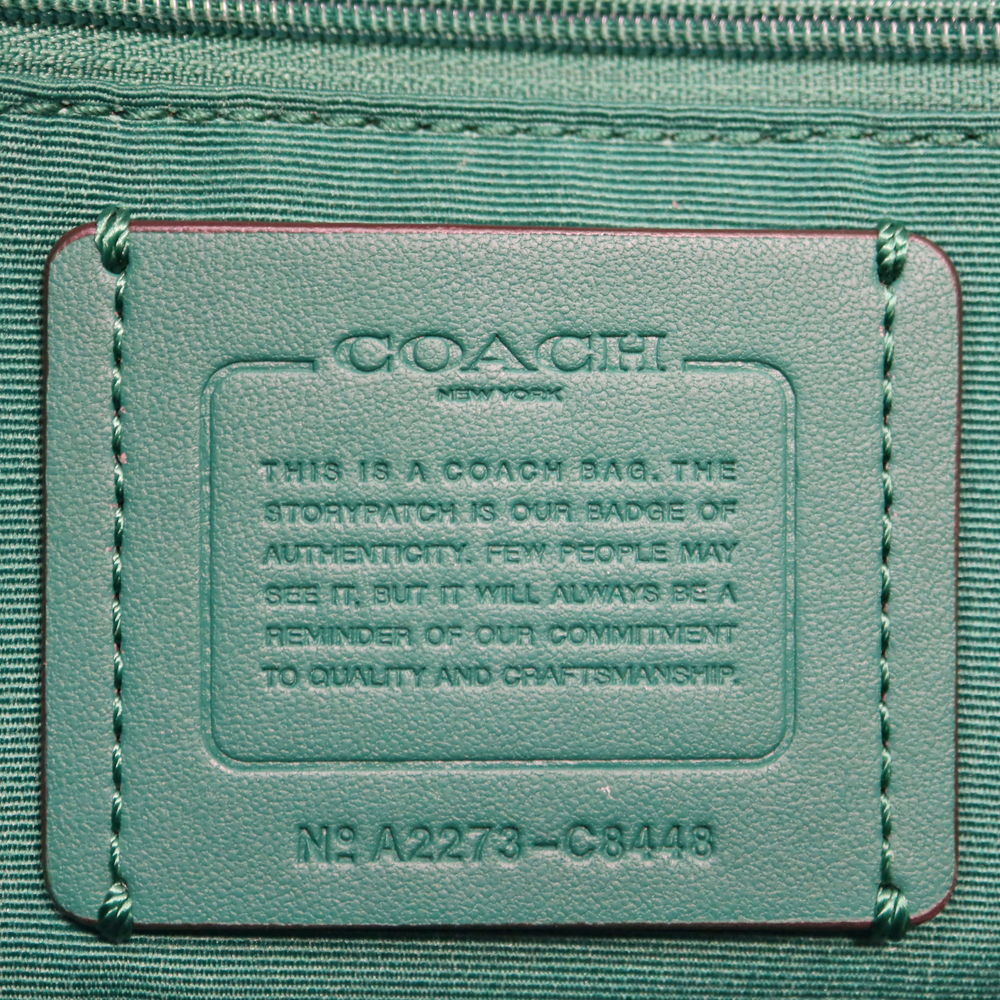 COACH
NEW YORK
THIS IS A COACH BAG. THE
STORYPATCH IS OUR BADGE OF
AUTHENTICITY. FEW PEOPLE MAY
SEE IT, BUT IT WILL ALWAYS BE A
REMINDER OF OUR COMMITMENT
TO QUALITY AND CRAFTSMANSHIP.
Nº A2273-C8448